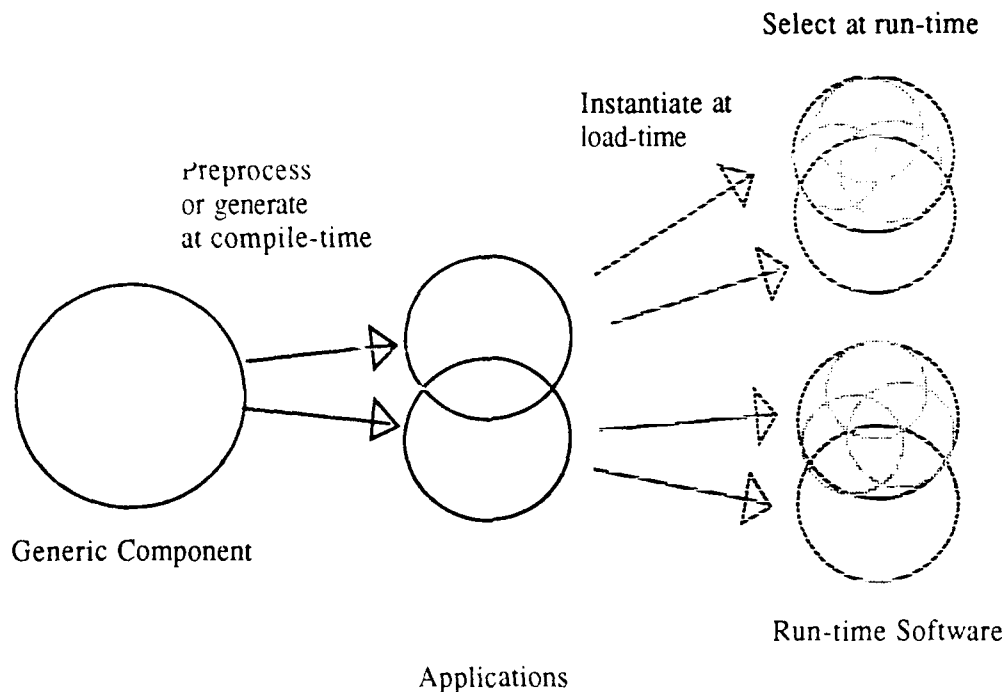 Select at run-time
Instantiate at
load-time
Preprocess
or generate
at compile-time
Generic Component
Run-time Software
Applications